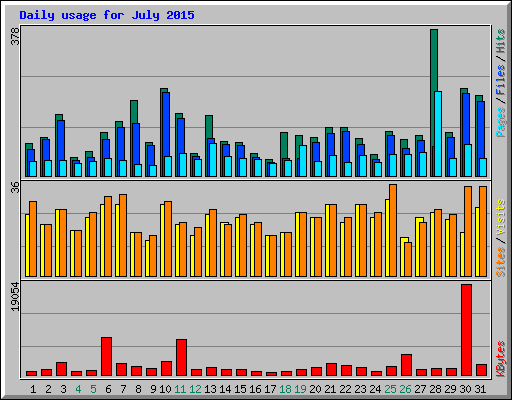 Daily usage for July 2015
378
Pages / Files / Hits
36
Sites / Visits
19054
KBytes
1 2 3 4 5 6 7 8 9 10 11 12 13 14 15 16 17 18 19 20 21 22 23 24 25 26 27 28 29 30 31